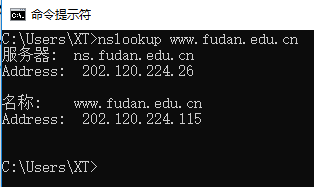 命令提示符
C:\Users\XT>nslookup www.fudan.edu.cn
服务器:  ns.fudan.edu.cn
Address:  202.120.224.26
名称:    www.fudan.edu.cn
Address:  202.120.224.115
C:\Users\XT>